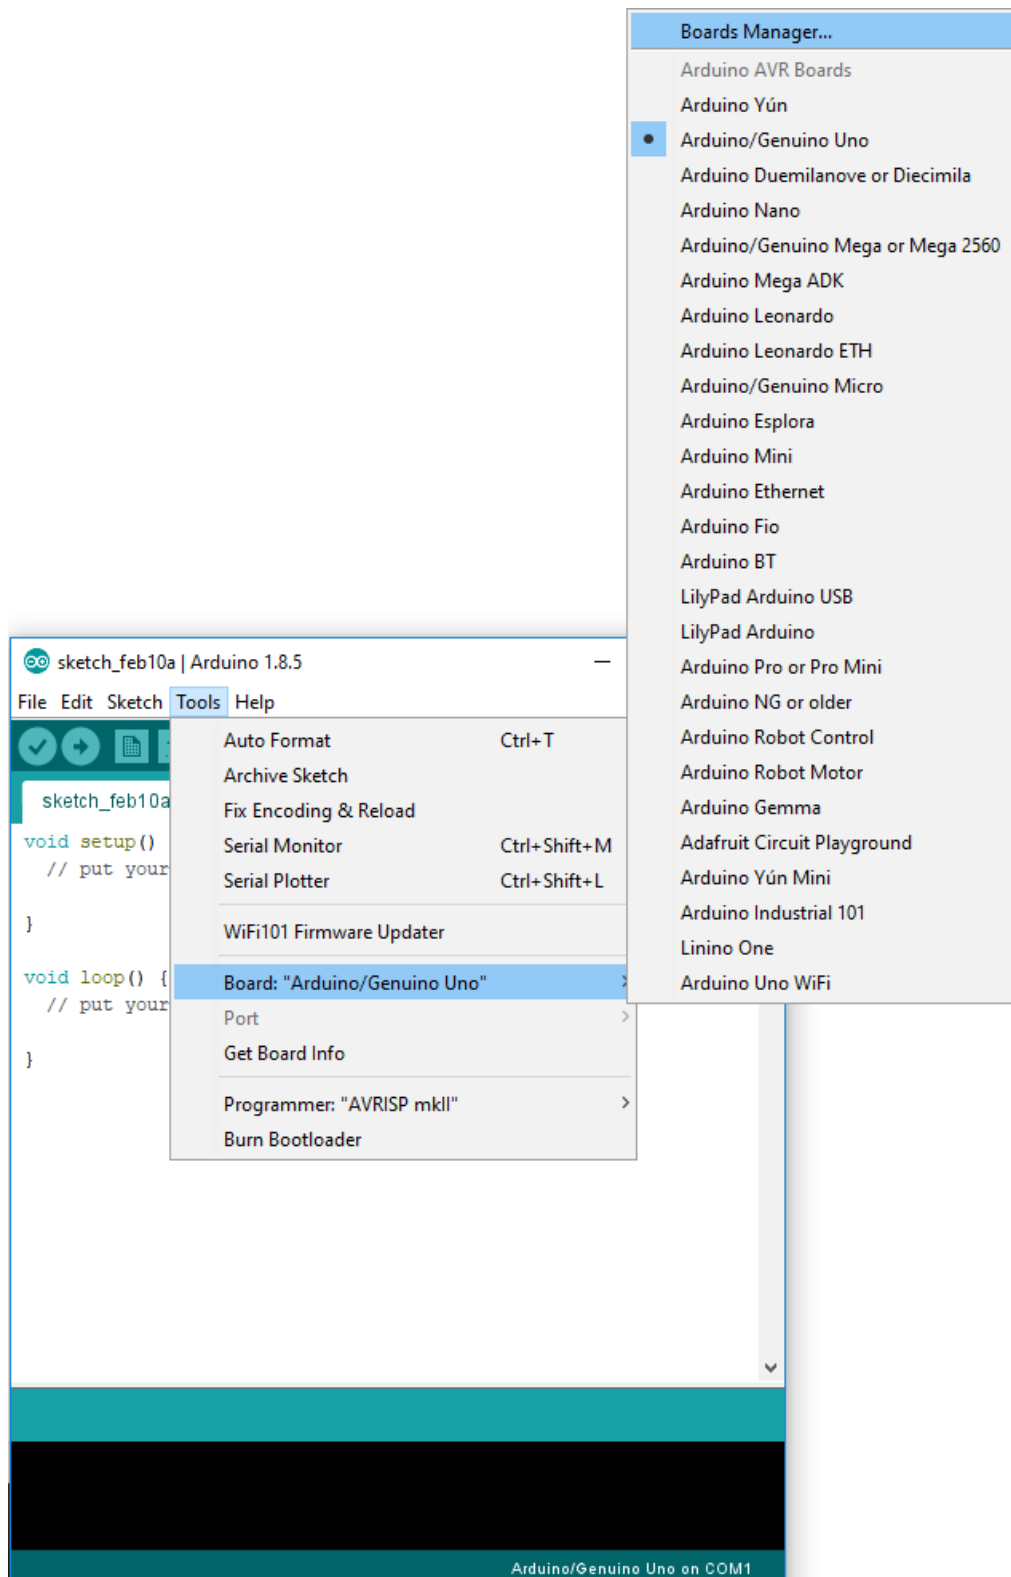 Boards Manager...
Arduino AVR Boards
Arduino Yún
Arduino/Genuino Uno
Arduino Duemilanove or Diecimila
Arduino Nano
Arduino/Genuino Mega or Mega 2560
Arduino Mega ADK
Arduino Leonardo
Arduino Leonardo ETH
Arduino/Genuino Micro
Arduino Esplora
Arduino Mini
Arduino Ethernet
Arduino Fio
Arduino BT
LilyPad Arduino USB
LilyPad Arduino
Arduino Pro or Pro Mini
Arduino NG or older
Arduino Robot Control
Arduino Robot Motor
Arduino Gemma
Adafruit Circuit Playground
Arduino Yún Mini
Arduino Industrial 101
Linino One
Arduino Uno WiFi
sketch_feb10a | Arduino 1.8.5
File Edit Sketch Tools Help
Auto Format Ctrl+T
Archive Sketch
Fix Encoding & Reload
Serial Monitor Ctrl+Shift+M
Serial Plotter Ctrl+Shift+L
WiFi101 Firmware Updater
Board: "Arduino/Genuino Uno"
Port
Get Board Info
Programmer: "AVRISP mkII"
Burn Bootloader
sketch_feb10a
void setup()
// put your
}
void loop() {
// put your
}
Arduino/Genuino Uno on COM1